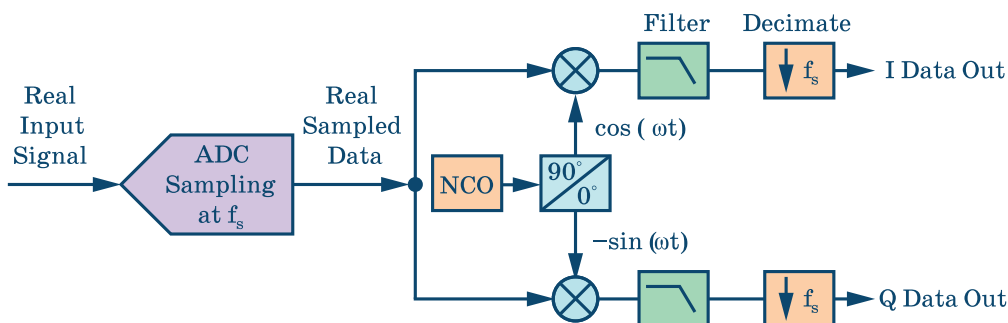 Filter
Decimate
fs
I Data Out
Real
Input
Signal
ADC
Sampling
at fs
Real
Sampled
Data
cos ( ωt)
NCO
90°
0°
−sin (ωt)
fs
Q Data Out